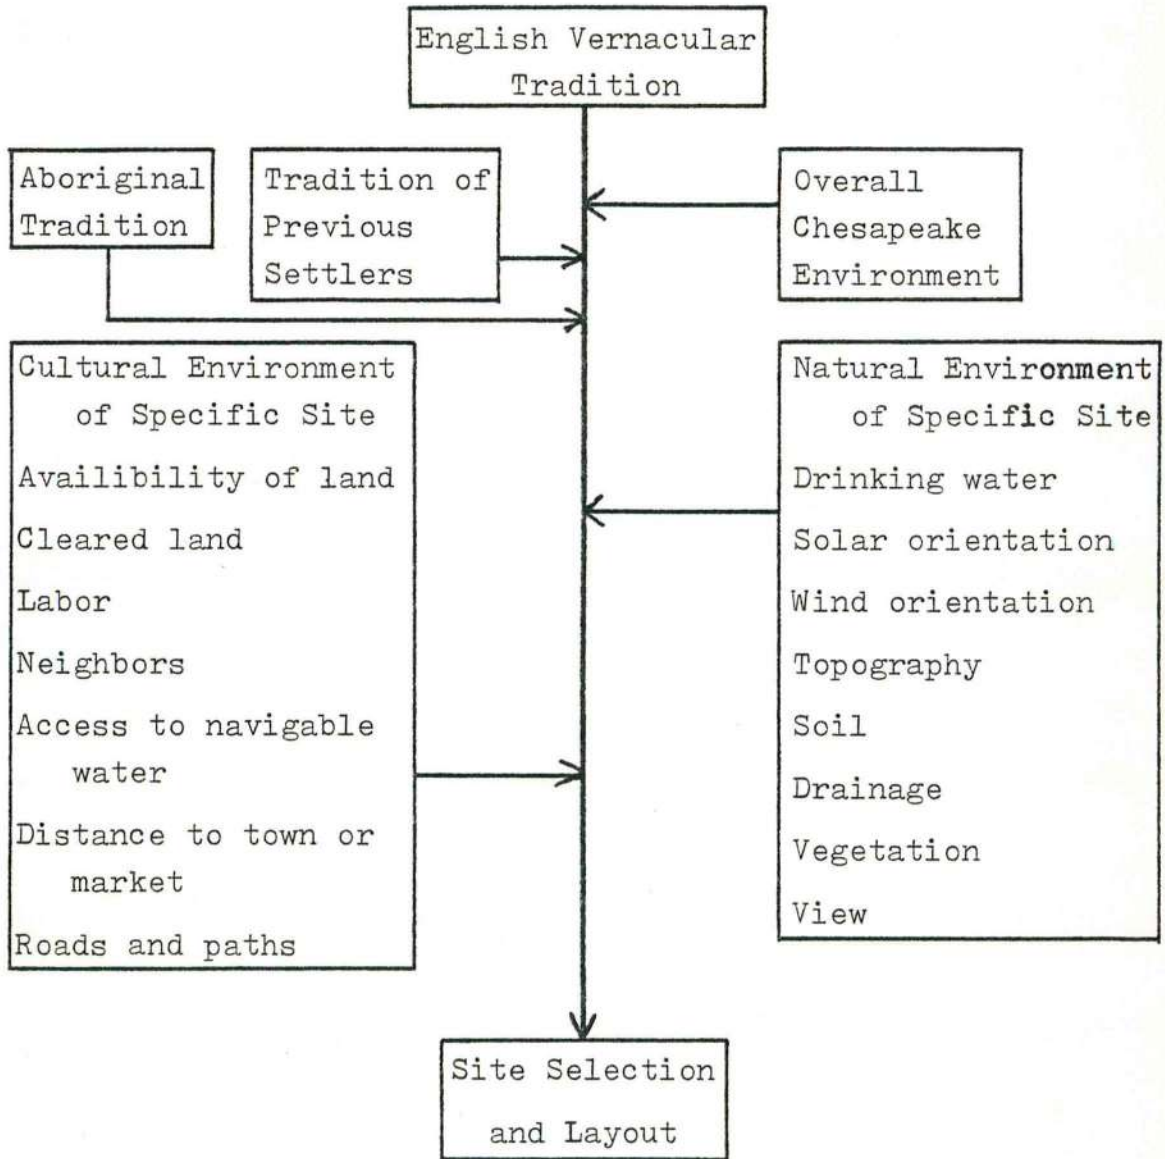 English Vernacular
Tradition
Aboriginal
Tradition
Tradition of
Previous
Settlers
Overall
Chesapeake
Environment
Cultural Environment
of Specific Site
Availibility of land
Cleared land
Labor
Neighbors
Access to navigable
water
Distance to town or
market
Roads and paths
Natural Environment
of Specific Site
Drinking water
Solar orientation
Wind orientation
Topography
Soil
Drainage
Vegetation
View
Site Selection
and Layout